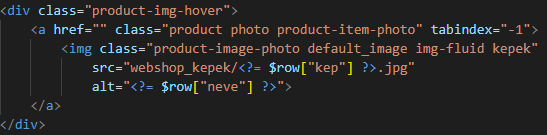 <div class="product-img-hover">
<a href="" class="product photo product-item-photo" tabindex="-1">
<img class="product-image-photo default_image img-fluid kepek"
src="webshop_kepek/<?= $row["kep"] ?>.jpg"
alt="<?= $row["neve"] ?>">
</a>
</div>